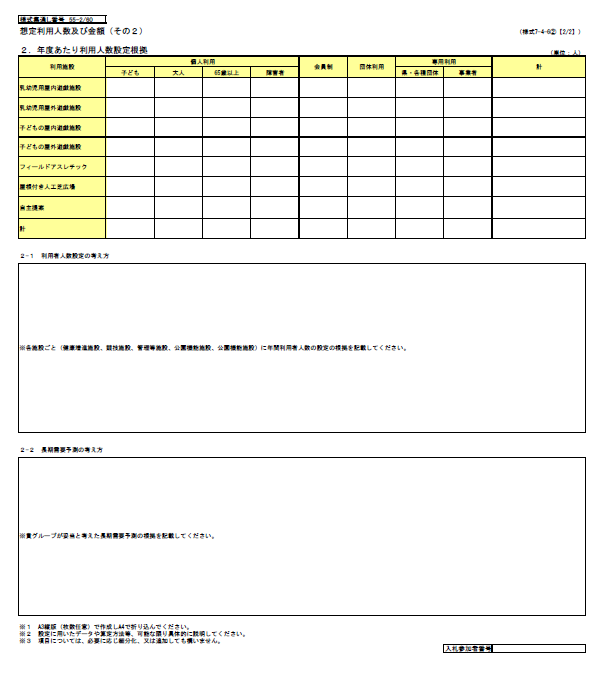 様式集通し番号 55-2/60
想定利用人数及び金額（その２）
（様式7-4-6②【2/2】）
２．年度あたり利用人数設定根拠
（単位：人）
利用施設 個人利用 会員制 団体利用 専用利用 計
子ども 大人 65歳以上 障害者 県・各種団体 事業者
乳幼児用屋内遊戯施設
乳幼児用屋外遊戯施設
子どもの屋内遊戯施設
子どもの屋外遊戯施設
フィールドアスレチック
屋根付き人工芝広場
自主提案
計
２-１ 利用者人数設定の考え方
※各施設ごと（健康増進施設、競技施設、管理等施設、公園機能施設、公園機能施設）に年間利用者人数の設定の根拠を記載してください。
２-２ 長期需要予測の考え方
※貴グループが妥当と考えた長期需要予測の根拠を記載してください。
※１ A3縦版（枚数任意）で作成しA4で折り込んでください。
※２ 設定に用いたデータや算定方法等、可能な限り具体的に説明してください。
※３ 項目については、必要に応じ細分化、又は追加しても構いません。
入札参加者番号